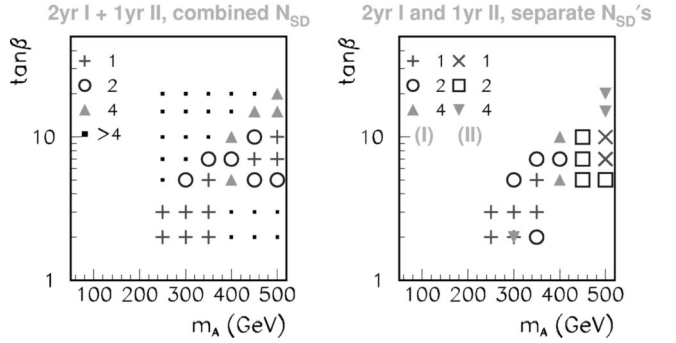 2yr I + 1yr II, combined N_SD
tanβ
+ 1
○ 2
▲ 4
▪ >4
10
1
100 200 300 400 500
m_A (GeV)
2yr I and 1yr II, separate N_SD's
tanβ
+ 1 × 1
○ 2 □ 2
▲ 4 ▼ 4
(I) (II)
10
1
100 200 300 400 500
m_A (GeV)